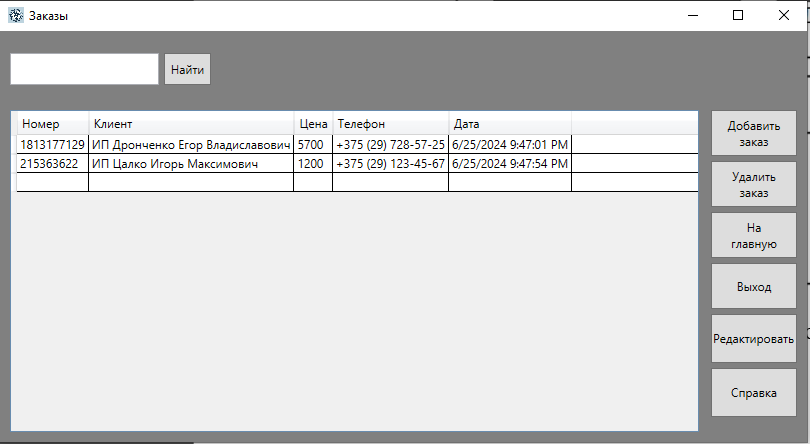 Заказы
Найти
Номер Клиент Цена Телефон Дата
1813177129 ИП Дронченко Егор Владиславович 5700 +375 (29) 728-57-25 6/25/2024 9:47:01 PM
215363622 ИП Цалко Игорь Максимович 1200 +375 (29) 123-45-67 6/25/2024 9:47:54 PM
Добавить
заказ
Удалить
заказ
На
главную
Выход
Редактировать
Справка